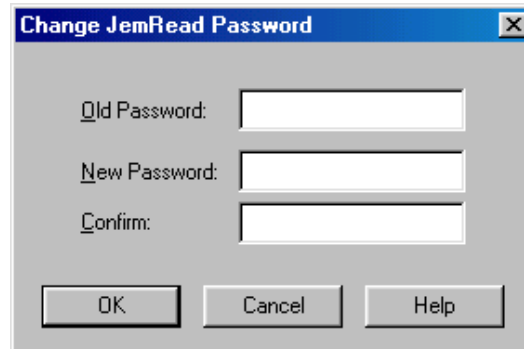 Change JemRead Password
Old Password:
New Password:
Confirm:
OK Cancel Help